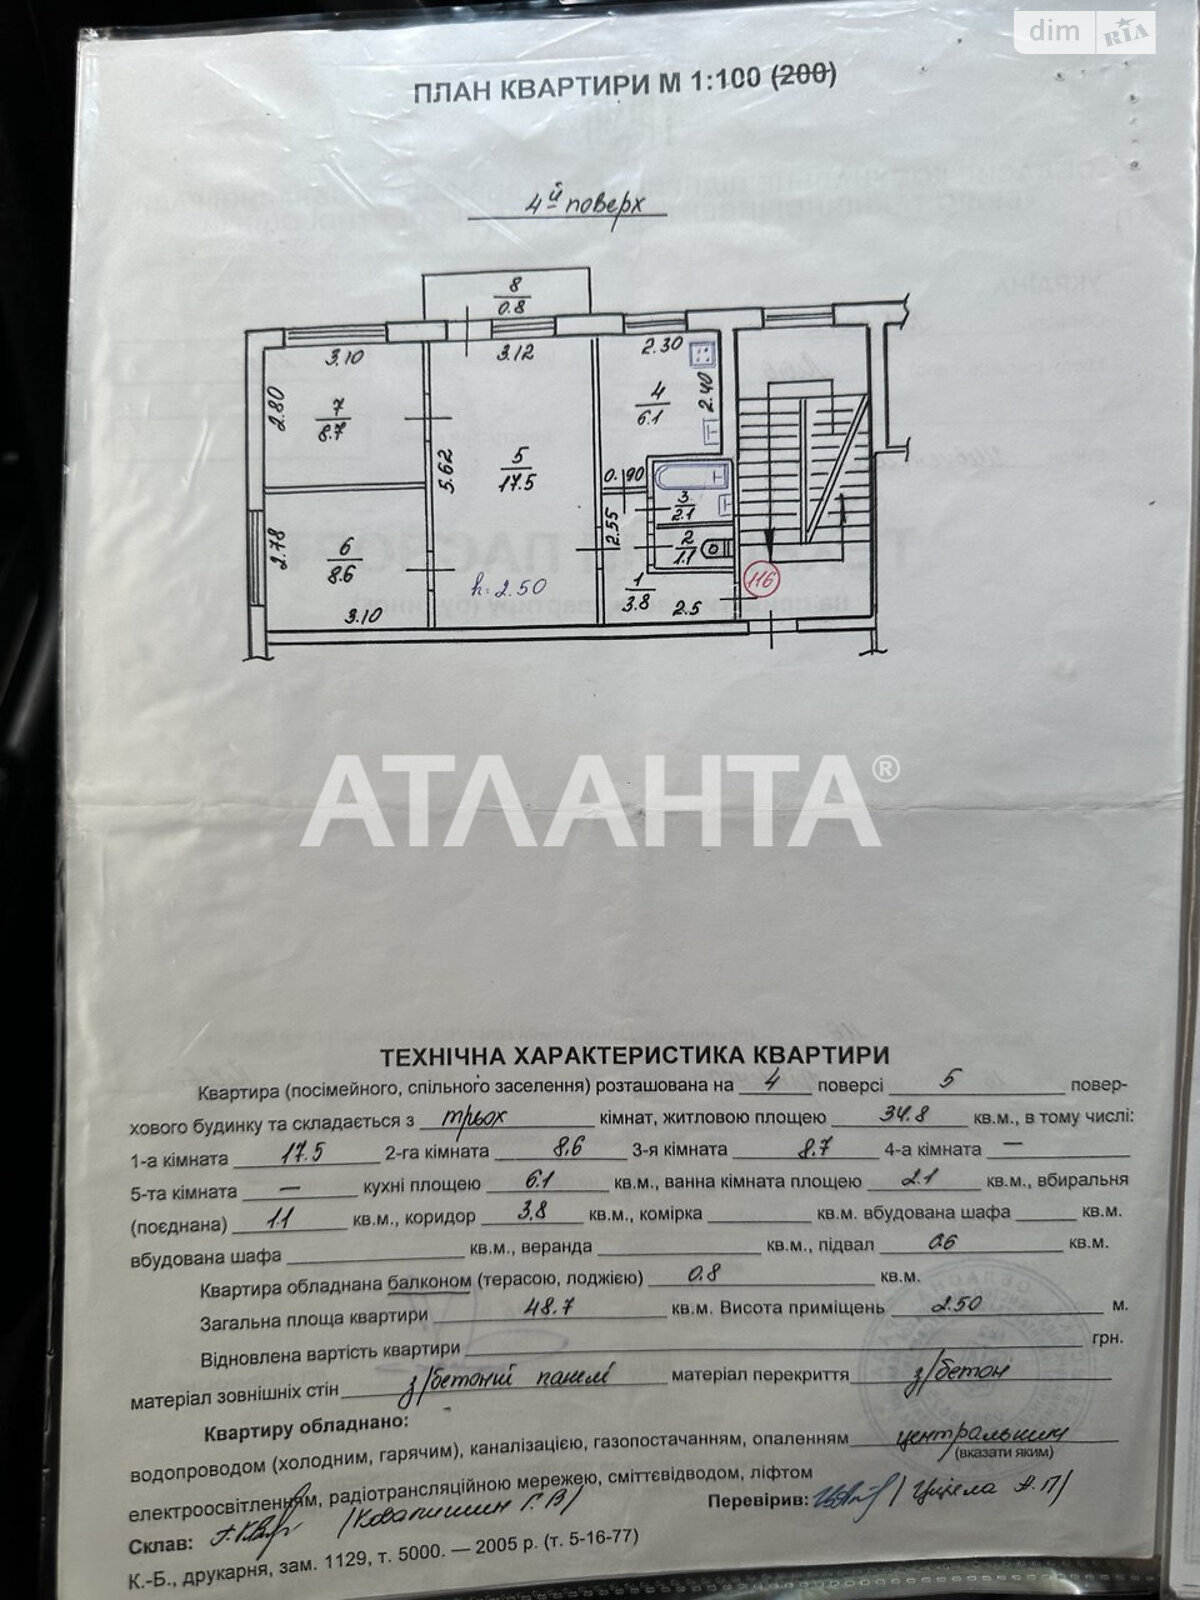 dim RIA
ПЛАН КВАРТИРИ М 1:100 (200)
4й поверх
8
0.8
3.10
3.12
2.30
2.80
7
8.7
5.62
5
17.5
4
6.1
2.40
0.90
3
2.1
2.55
2
1.1
2.78
6
8.6
h=2.50
1
3.8
2.5
116
3.10
АТЛАНТА®
ТЕХНІЧНА ХАРАКТЕРИСТИКА КВАРТИРИ
Квартира (посімейного, спільного заселення) розташована на 4 поверсі 5 повер-
хового будинку та складається з трьох кімнат, житловою площею 34.8 кв.м., в тому числі:
1-а кімната 17.5 2-га кімната 8,6 3-я кімната 8.7 4-а кімната —
5-та кімната — кухні площею 6.1 кв.м., ванна кімната площею 2.1 кв.м., вбиральня
(поєднана) 1.1 кв.м., коридор 3.8 кв.м., комірка кв.м. вбудована шафа кв.м.
вбудована шафа кв.м., веранда кв.м., підвал 0.6 кв.м.
Квартира обладнана балконом (терасою, лоджією) 0.8 кв.м.
Загальна площа квартири 48.7 кв.м. Висота приміщень 2.50 м.
Відновлена вартість квартири грн.
матеріал зовнішніх стін з/бетоний панелі матеріал перекриття з/бетон
Квартиру обладнано:
водопроводом (холодним, гарячим), каналізацією, газопостачанням, опаленням центральним
(вказати яким)
електроосвітленням, радіотрансляційною мережею, сміттєвідводом, ліфтом
Склав: Перевірив:
К.-Б., друкарня, зам. 1129, т. 5000. — 2005 р. (т. 5-16-77)